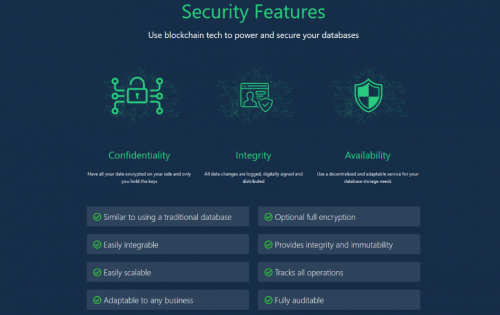 Security Features
Use blockchain tech to power and secure your databases
Confidentiality
Integrity
Availability
Have all your data encrypted on your side and only
you hold the keys
All data changes are logged, digitally signed and
distributed
Use a decentralized and adaptable service for your
database storage needs
Similar to using a traditional database
Optional full encryption
Easily integrable
Provides integrity and immutability
Easily scalable
Tracks all operations
Adaptable to any business
Fully auditable